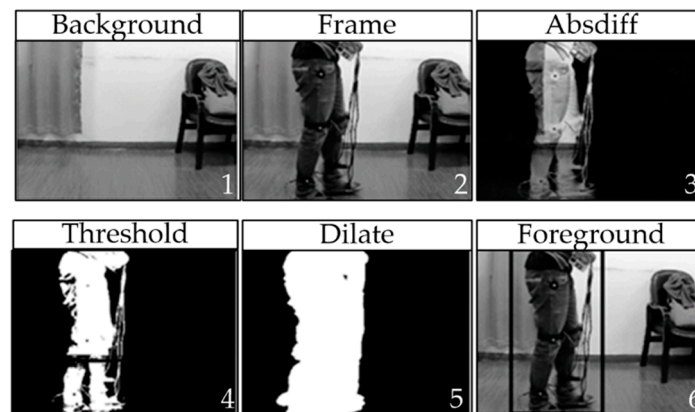 Background
Frame
Absdiff
1
2
3
Threshold
Dilate
Foreground
4
5
6